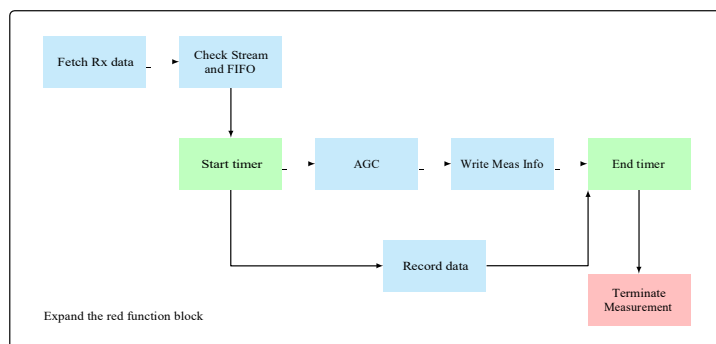 Fetch Rx data
Check Stream
and FIFO
Start timer
AGC
Write Meas Info
End timer
Record data
Terminate
Measurement
Expand the red function block